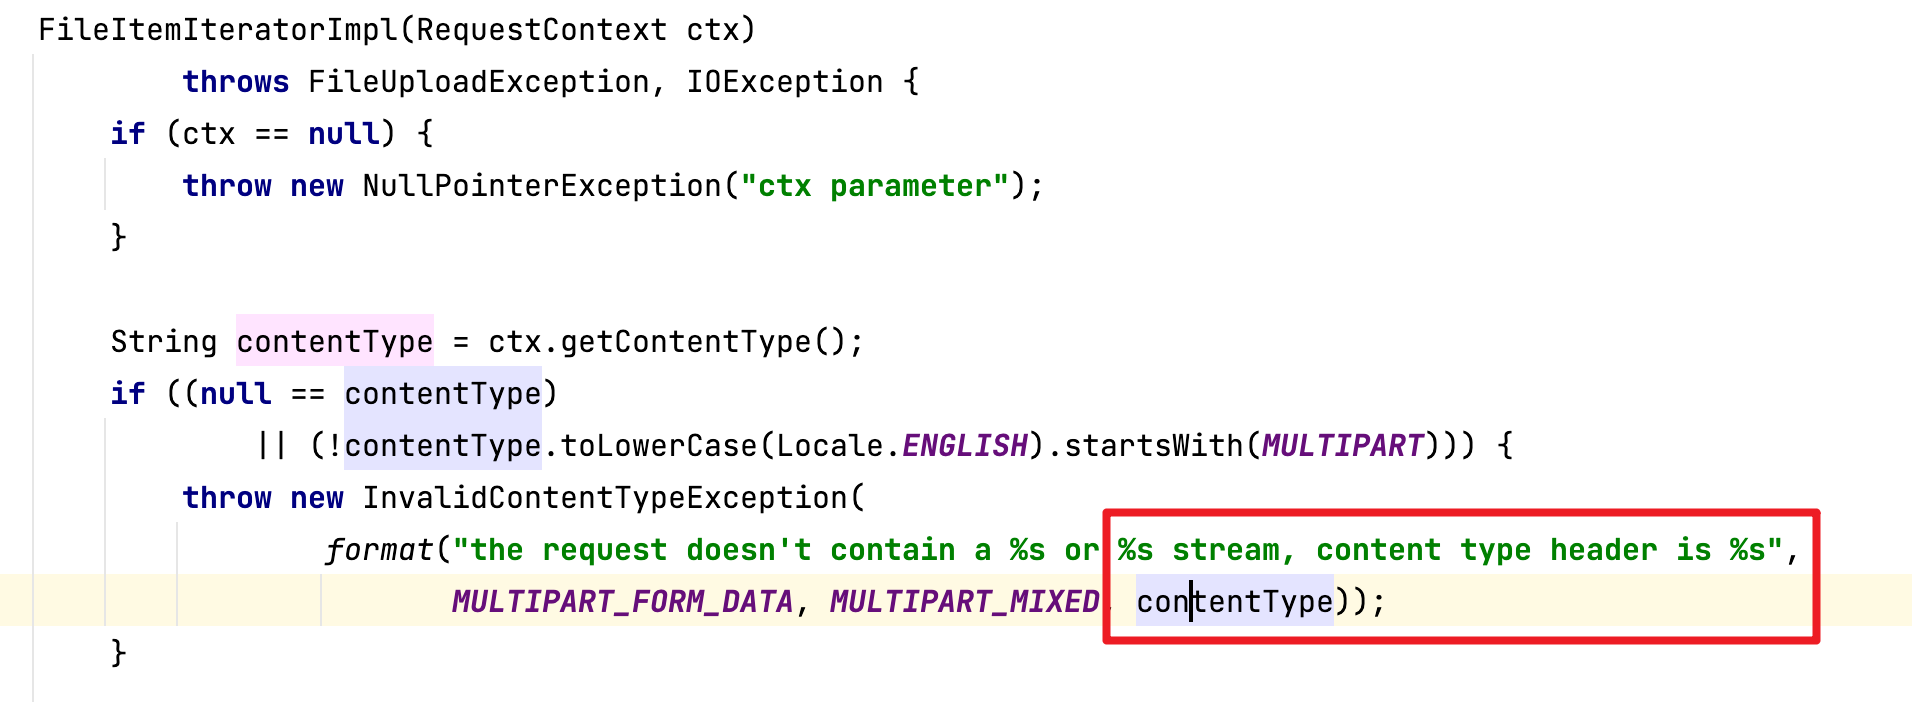 FileItemIteratorImpl(RequestContext ctx)
throws FileUploadException, IOException {
if (ctx == null) {
throw new NullPointerException("ctx parameter");
}
String contentType = ctx.getContentType();
if ((null == contentType)
|| (!contentType.toLowerCase(Locale.ENGLISH).startsWith(MULTIPART))) {
throw new InvalidContentTypeException(
format("the request doesn't contain a %s or %s stream, content type header is %s",
MULTIPART_FORM_DATA, MULTIPART_MIXED, contentType));
}